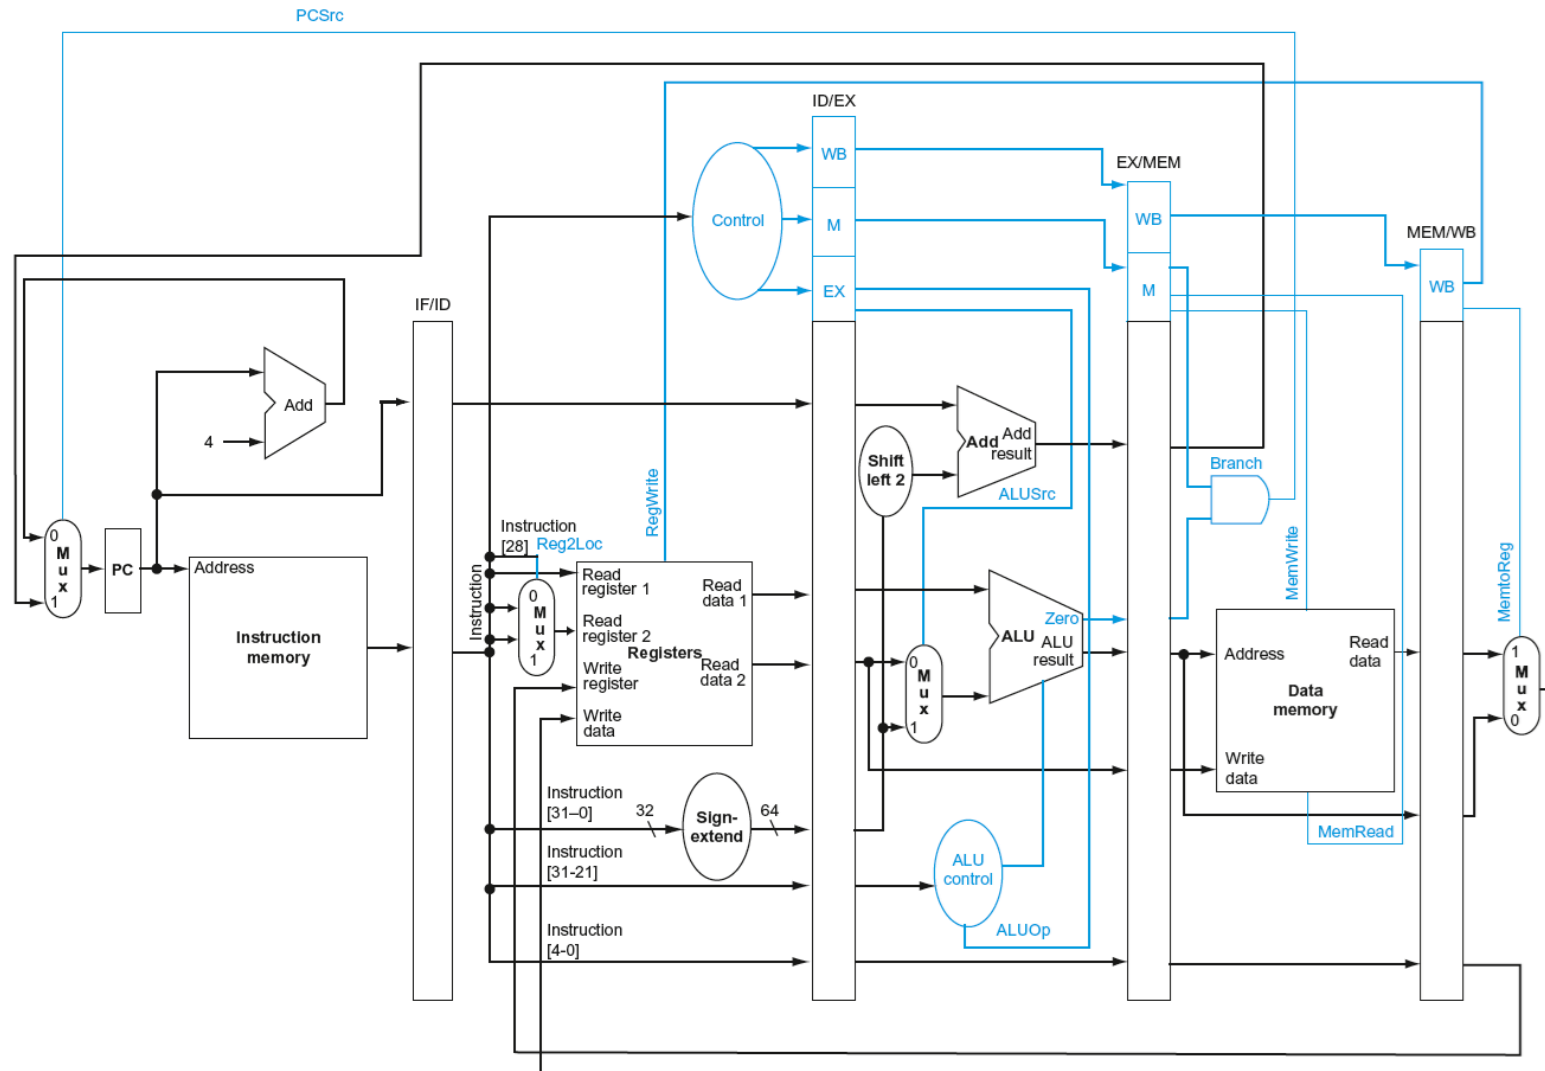 PCSrc
ID/EX
WB
EX/MEM
Control
M
WB
MEM/WB
EX
M
WB
IF/ID
Add
4
Add
Add
result
Shift
left 2
Branch
ALUSrc
RegWrite
MemWrite
MemtoReg
Instruction
[28]
Reg2Loc
0
M
u
x
1
PC
Address
Instruction
memory
Instruction
Read
register 1
Read
data 1
0
M
u
x
1
Read
register 2
Registers
Write
register
Read
data 2
Write
data
Zero
ALU
ALU
result
0
M
u
x
1
Address
Read
data
Data
memory
Write
data
1
M
u
x
0
Instruction
[31–0]
32
Sign-
extend
64
MemRead
Instruction
[31-21]
ALU
control
Instruction
[4-0]
ALUOp